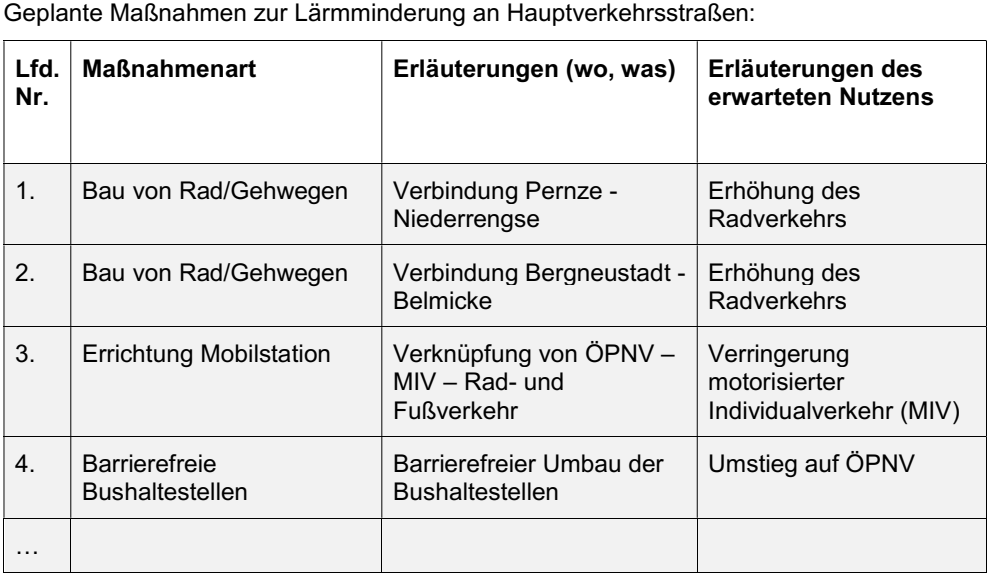 Geplante Maßnahmen zur Lärmminderung an Hauptverkehrsstraßen:
Lfd. Nr.
Maßnahmenart
Erläuterungen (wo, was)
Erläuterungen des
erwarteten Nutzens
1.
Bau von Rad/Gehwegen
Verbindung Pernze -
Niederrengse
Erhöhung des
Radverkehrs
2.
Bau von Rad/Gehwegen
Verbindung Bergneustadt -
Belmicke
Erhöhung des
Radverkehrs
3.
Errichtung Mobilstation
Verknüpfung von ÖPNV –
MIV – Rad- und
Fußverkehr
Verringerung
motorisierter
Individualverkehr (MIV)
4.
Barrierefreie
Bushaltestellen
Barrierefreier Umbau der
Bushaltestellen
Umstieg auf ÖPNV
…